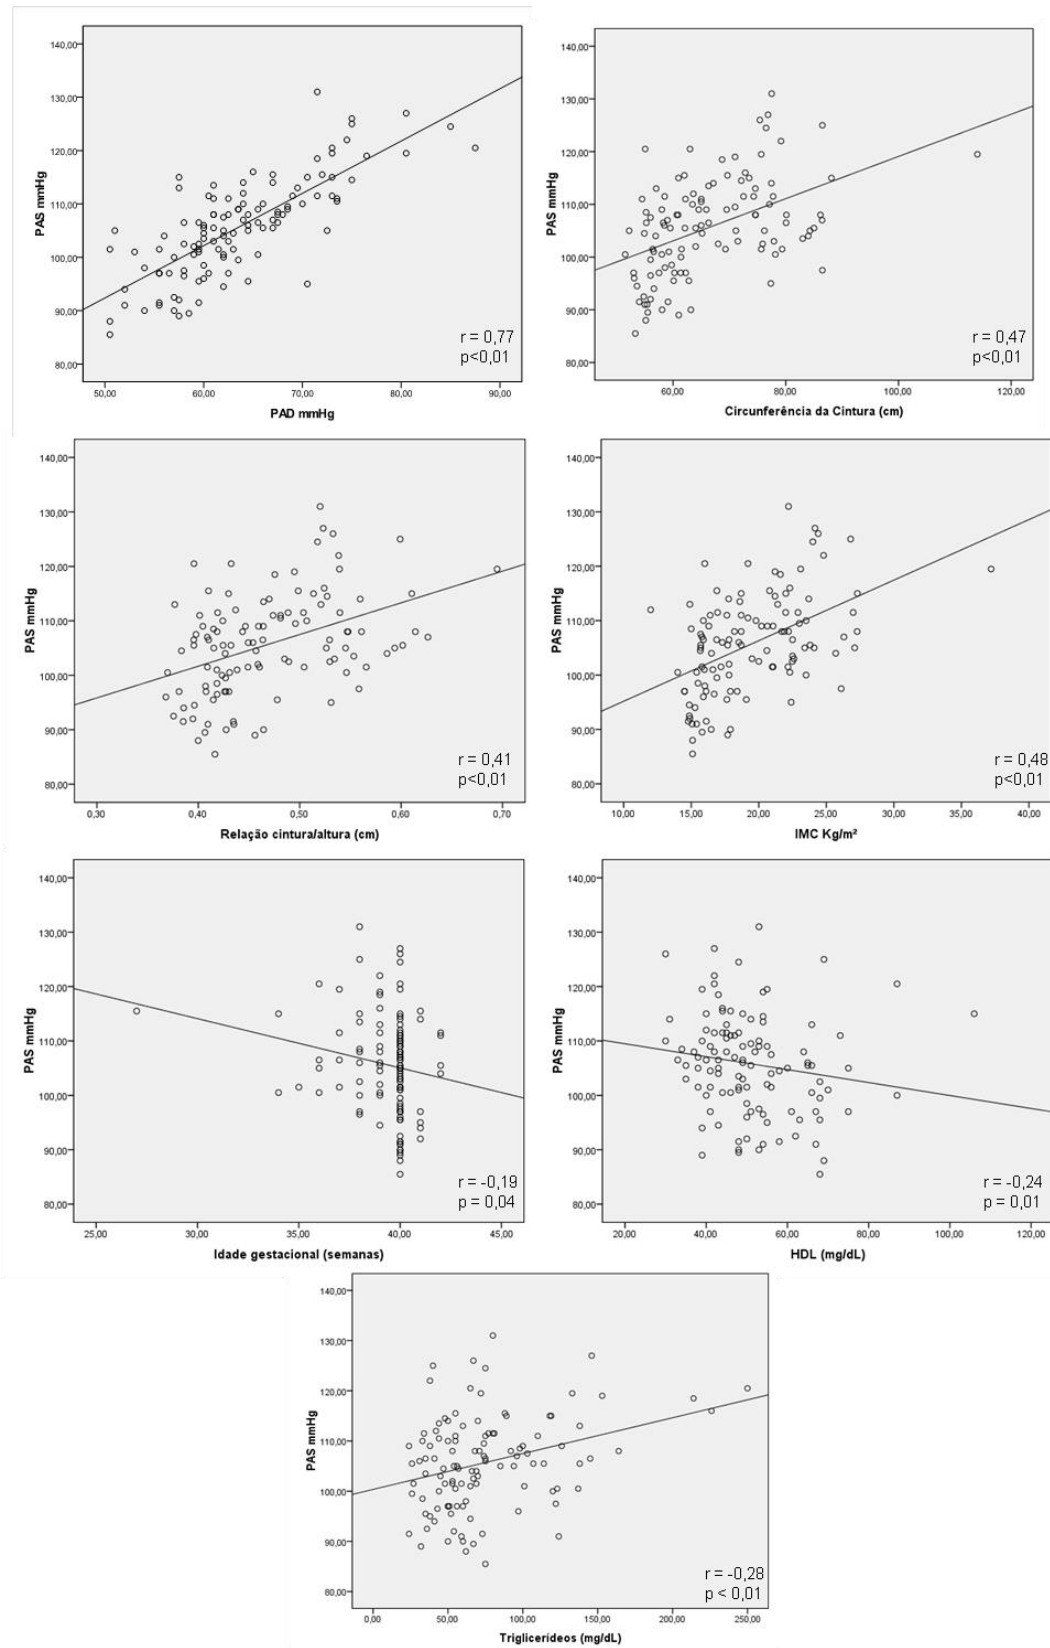 140,00
130,00
120,00
110,00
100,00
90,00
80,00
PAS mmHg
50,00 60,00 70,00 80,00 90,00
PAD mmHg
r = 0,77
p<0,01
140,00
130,00
120,00
110,00
100,00
90,00
80,00
PAS mmHg
60,00 80,00 100,00 120,00
Circunferência da Cintura (cm)
r = 0,47
p<0,01
140,00
130,00
120,00
110,00
100,00
90,00
80,00
PAS mmHg
0,30 0,40 0,50 0,60 0,70
Relação cintura/altura (cm)
r = 0,41
p<0,01
140,00
130,00
120,00
110,00
100,00
90,00
80,00
PAS mmHg
10,00 15,00 20,00 25,00 30,00 35,00 40,00
IMC Kg/m²
r = 0,48
p<0,01
140,00
130,00
120,00
110,00
100,00
90,00
80,00
PAS mmHg
25,00 30,00 35,00 40,00 45,00
Idade gestacional (semanas)
r = -0,19
p = 0,04
140,00
130,00
120,00
110,00
100,00
90,00
80,00
PAS mmHg
20,00 40,00 60,00 80,00 100,00 120,00
HDL (mg/dL)
r = -0,24
p = 0,01
140,00
130,00
120,00
110,00
100,00
90,00
80,00
PAS mmHg
0,00 50,00 100,00 150,00 200,00 250,00
Triglicerídeos (mg/dL)
r = -0,28
p < 0,01